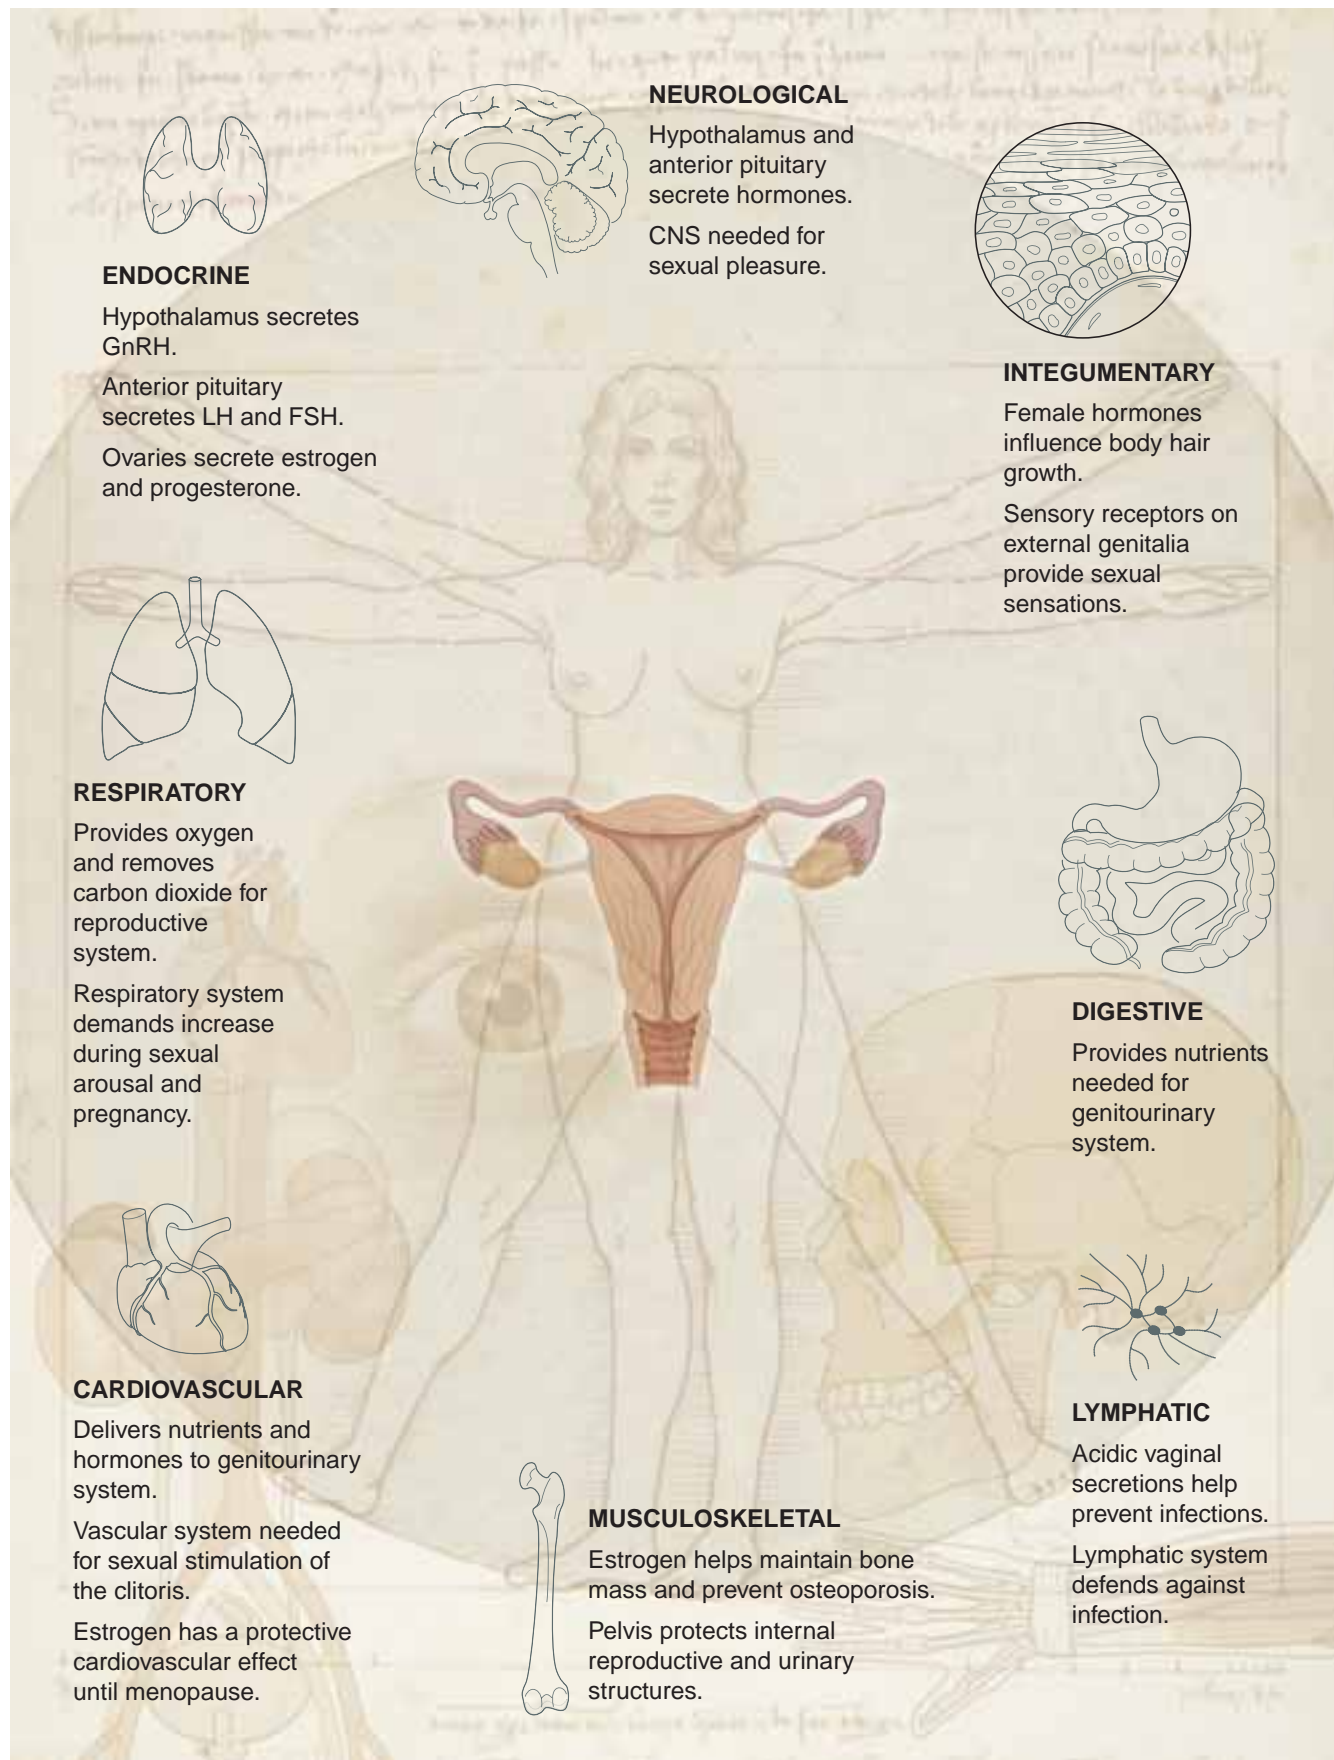 NEUROLOGICAL
Hypothalamus and
anterior pituitary
secrete hormones.
CNS needed for
sexual pleasure.
ENDOCRINE
Hypothalamus secretes
GnRH.
Anterior pituitary
secretes LH and FSH.
Ovaries secrete estrogen
and progesterone.
INTEGUMENTARY
Female hormones
influence body hair
growth.
Sensory receptors on
external genitalia
provide sexual
sensations.
RESPIRATORY
Provides oxygen
and removes
carbon dioxide for
reproductive
system.
Respiratory system
demands increase
during sexual
arousal and
pregnancy.
DIGESTIVE
Provides nutrients
needed for
genitourinary
system.
CARDIOVASCULAR
Delivers nutrients and
hormones to genitourinary
system.
Vascular system needed
for sexual stimulation of
the clitoris.
Estrogen has a protective
cardiovascular effect
until menopause.
MUSCULOSKELETAL
Estrogen helps maintain bone
mass and prevent osteoporosis.
Pelvis protects internal
reproductive and urinary
structures.
LYMPHATIC
Acidic vaginal
secretions help
prevent infections.
Lymphatic system
defends against
infection.